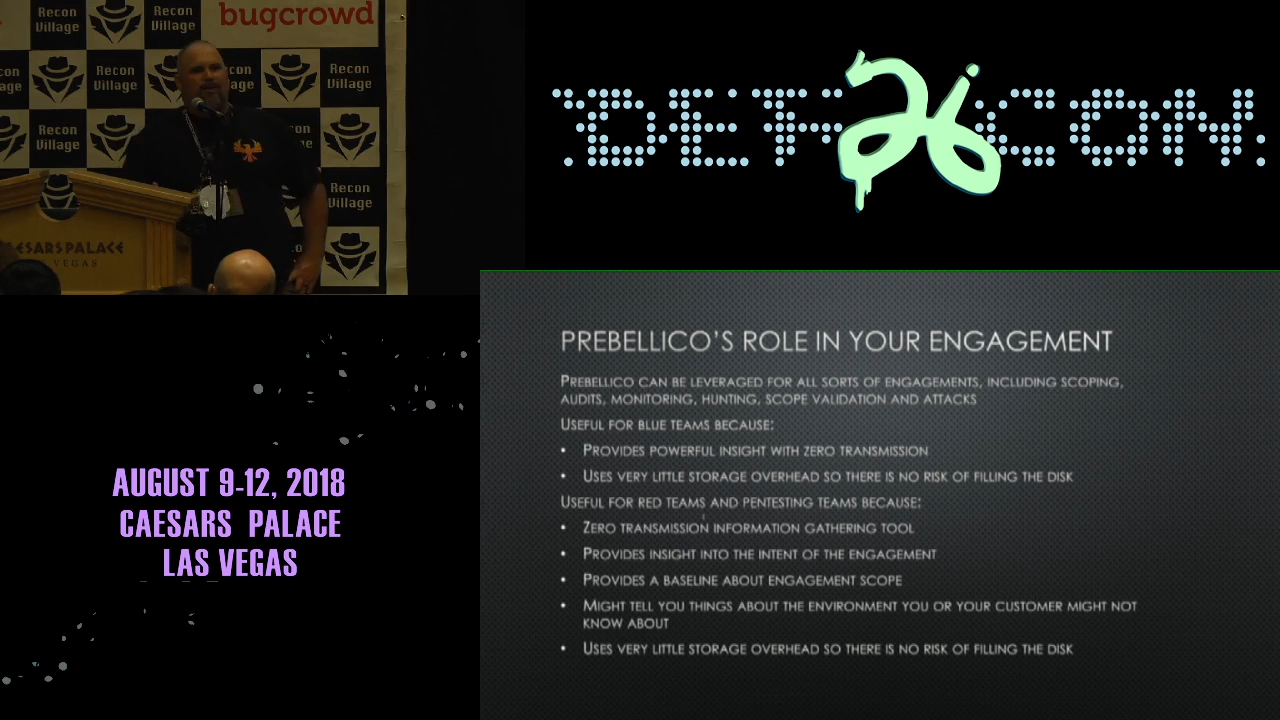 bugcrowd
Recon Village
Recon Village
Recon Village
Recon Village
Recon Village
Recon Village
CAESARS PALACE
VEGAS
DEF 26 CON
AUGUST 9-12, 2018
CAESARS PALACE
LAS VEGAS
PREBELLICO'S ROLE IN YOUR ENGAGEMENT
PREBELLICO CAN BE LEVERAGED FOR ALL SORTS OF ENGAGEMENTS, INCLUDING SCOPING,
AUDITS, MONITORING, HUNTING, SCOPE VALIDATION AND ATTACKS
USEFUL FOR BLUE TEAMS BECAUSE:
• PROVIDES POWERFUL INSIGHT WITH ZERO TRANSMISSION
• USES VERY LITTLE STORAGE OVERHEAD SO THERE IS NO RISK OF FILLING THE DISK
USEFUL FOR RED TEAMS AND PENTESTING TEAMS BECAUSE:
• ZERO TRANSMISSION INFORMATION GATHERING TOOL
• PROVIDES INSIGHT INTO THE INTENT OF THE ENGAGEMENT
• PROVIDES A BASELINE ABOUT ENGAGEMENT SCOPE
• MIGHT TELL YOU THINGS ABOUT THE ENVIRONMENT YOU OR YOUR CUSTOMER MIGHT NOT
KNOW ABOUT
• USES VERY LITTLE STORAGE OVERHEAD SO THERE IS NO RISK OF FILLING THE DISK